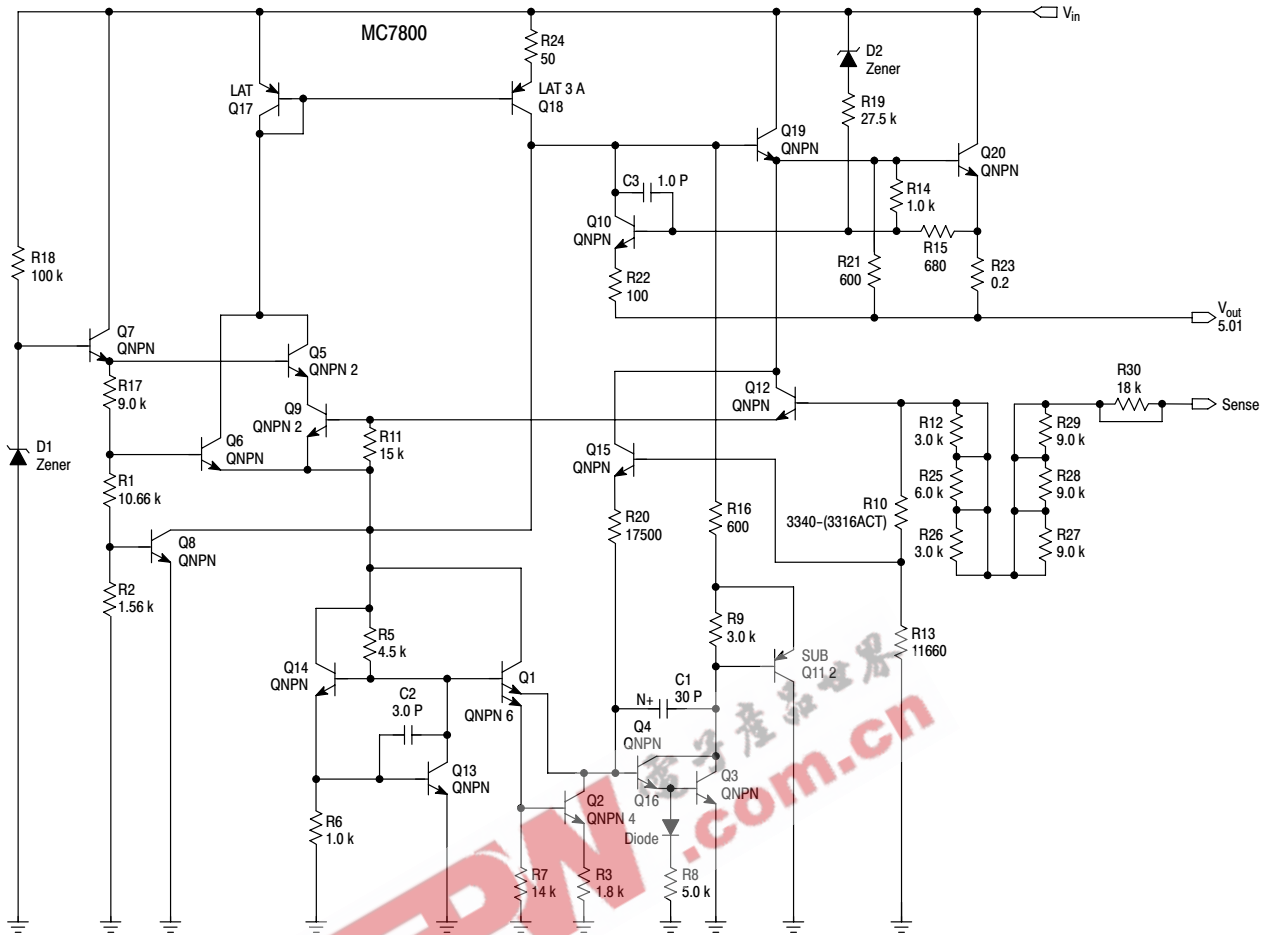 MC7800
Vin
R24
50
D2
Zener
LAT
Q17
LAT 3 A
Q18
R19
27.5 k
Q19
QNPN
Q20
QNPN
C3
1.0 P
R14
1.0 k
Q10
QNPN
R15
680
R18
100 k
R21
600
R23
0.2
R22
100
Vout
5.01
Q7
QNPN
Q5
QNPN 2
R17
9.0 k
Q9
QNPN 2
Q12
QNPN
R30
18 k
Sense
R12
3.0 k
R29
9.0 k
R11
15 k
Q6
QNPN
D1
Zener
Q15
QNPN
R1
10.66 k
R25
6.0 k
R28
9.0 k
R10
3340-(3316ACT)
R16
600
R20
17500
R26
3.0 k
R27
9.0 k
Q8
QNPN
R2
1.56 k
R5
4.5 k
R9
3.0 k
R13
11660
Q14
QNPN
Q1
QNPN 6
SUB
Q11 2
C1
30 P
N+
C2
3.0 P
Q4
QNPN
Q13
QNPN
Q3
QNPN
Q16
Q2
QNPN 4
Diode
R6
1.0 k
R7
14 k
R3
1.8 k
R8
5.0 k
電子產品世界
.com.cn